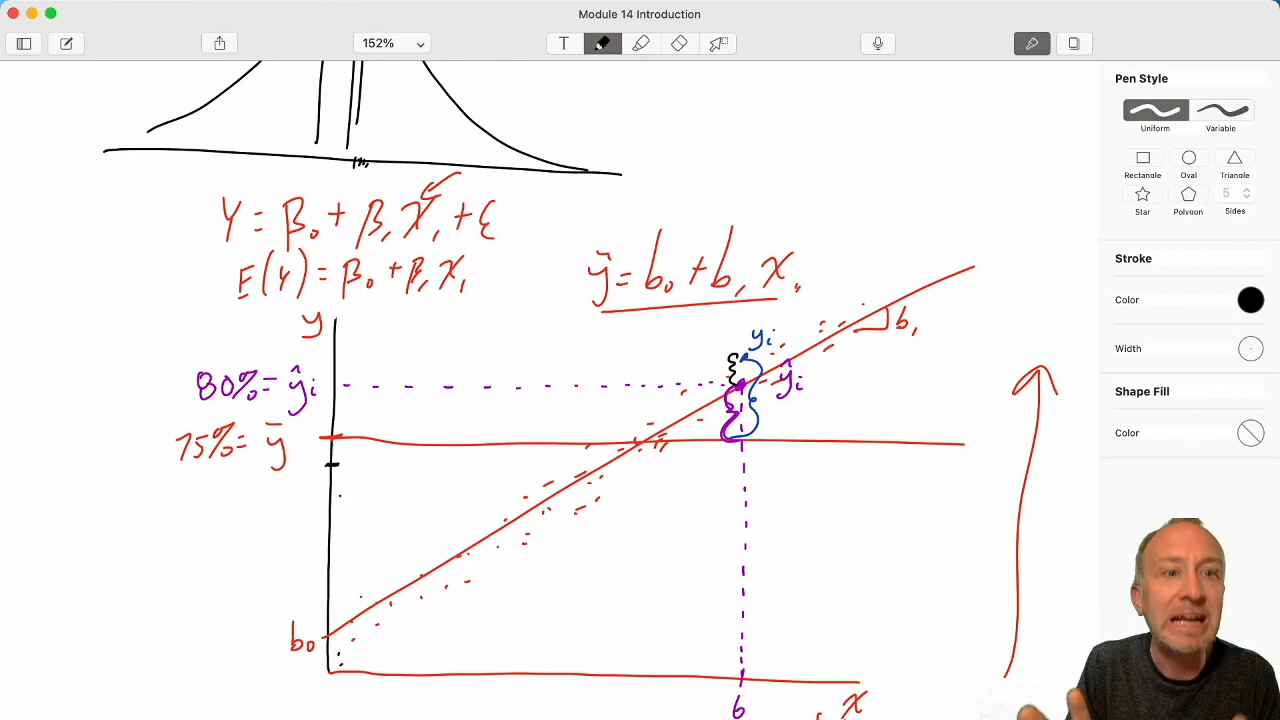 Module 14 Introduction
152%
T
Pen Style
Uniform
Variable
Rectangle
Oval
Triangle
Star
Polygon
5
Sides
Stroke
Color
Width
Shape Fill
Color
Y = β₀ + β₁X₁ + ε
E(Y) = β₀ + β₁X₁
ŷ = b₀ + b₁X₁
y
b₁
yᵢ
80% = ŷᵢ
ŷᵢ
75% = ȳ
b₀
x
6